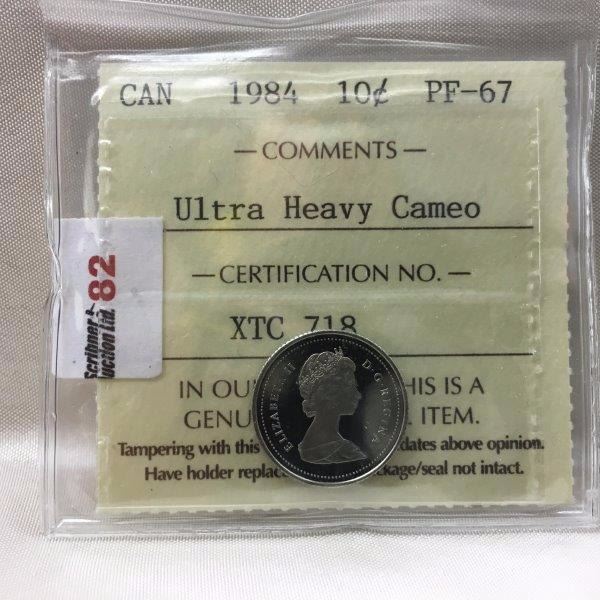 CAN 1984 10¢ PF-67
— COMMENTS —
Ultra Heavy Cameo
— CERTIFICATION NO. —
XTC 718
IN OU HIS IS A
GENU ITEM.
Tampering with this dates above opinion.
Have holder replac kage/seal not intact.
82
Scribner &
uction Ltd.
ELIZABETH II D·G·REGINA